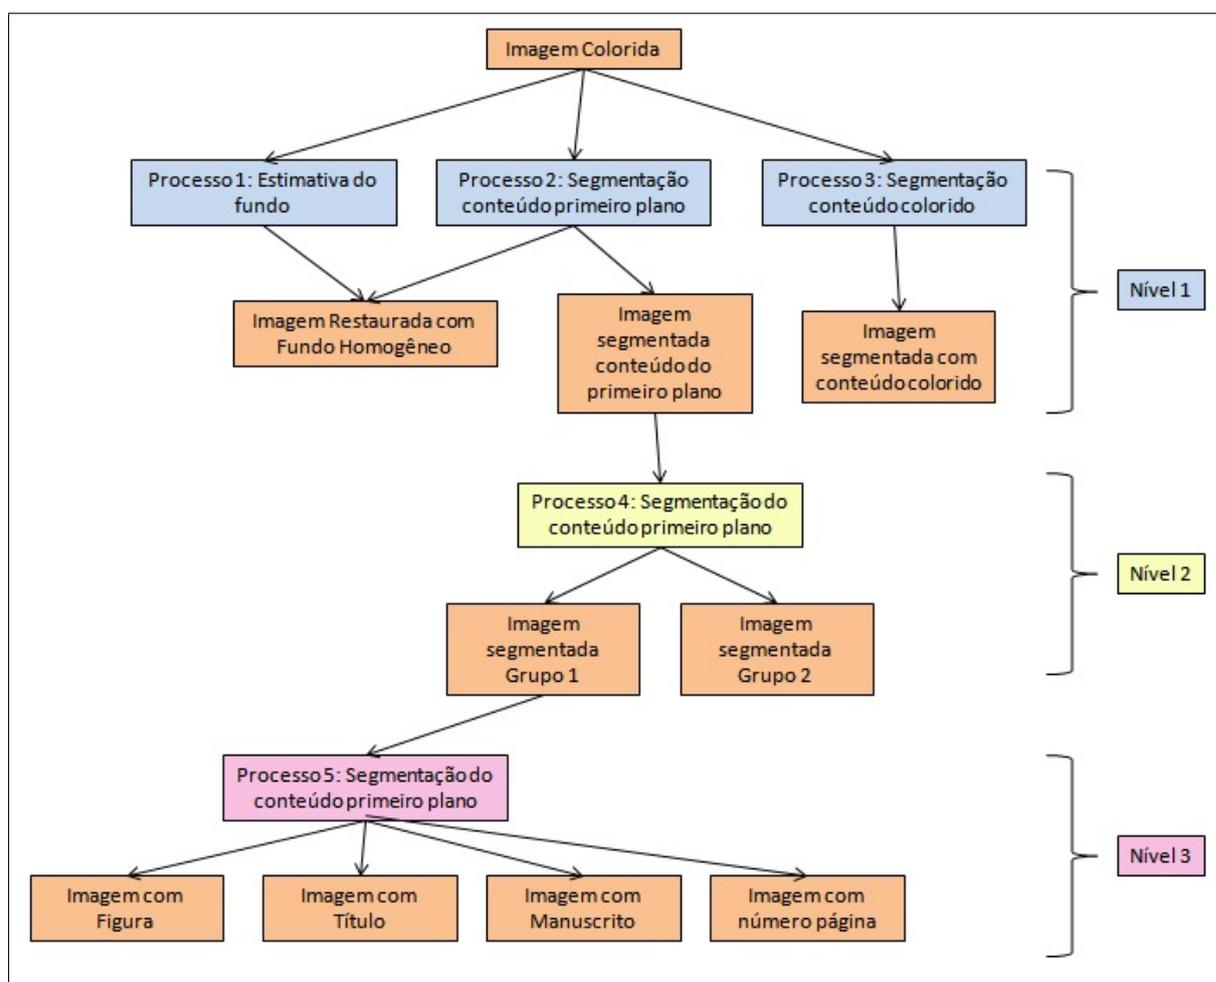 Imagem Colorida
Processo 1: Estimativa do
fundo
Processo 2: Segmentação
conteúdo primeiro plano
Processo 3: Segmentação
conteúdo colorido
Nível 1
Imagem Restaurada com
Fundo Homogêneo
Imagem
segmentada
conteúdo do
primeiro plano
Imagem
segmentada com
conteúdo colorido
Processo 4: Segmentação do
conteúdo primeiro plano
Nível 2
Imagem
segmentada
Grupo 1
Imagem
segmentada
Grupo 2
Processo 5: Segmentação do
conteúdo primeiro plano
Nível 3
Imagem com
Figura
Imagem com
Título
Imagem com
Manuscrito
Imagem com
número página